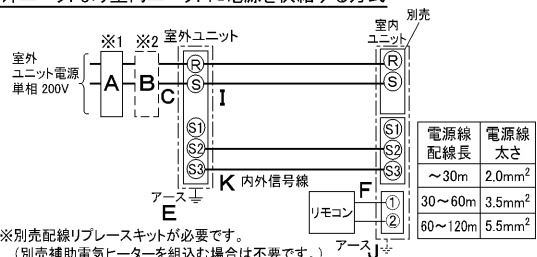 外ユニットより室内ユニットに電源を供給する方式
※1 ※2 室外ユニット
室内
ユニット
別売
室外
ユニット電源
単相 200V
A B C I
R R
S S
S1 S1
S2 S2
S3 S3
K 内外信号線
アース
E
F
リモコン
①
②
アース
J
電源線 電源線
配線長 太さ
~30m 2.0mm²
30~60m 3.5mm²
60~120m 5.5mm²
※別売配線リプレースキットが必要です。
(別売補助電気ヒーターを組込む場合は不要です。)